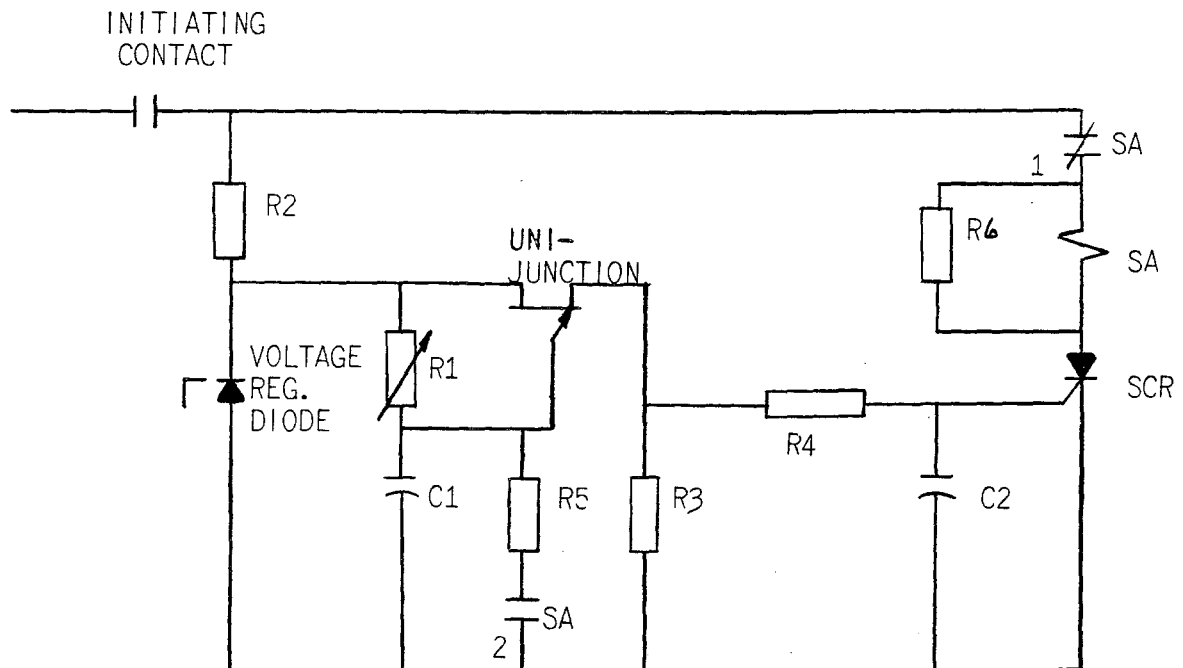 INITIATING
CONTACT
SA
1
R2
R6
UNI-
JUNCTION
SA
VOLTAGE
REG.
DIODE
R1
SCR
R4
C1
R5
R3
C2
SA
2